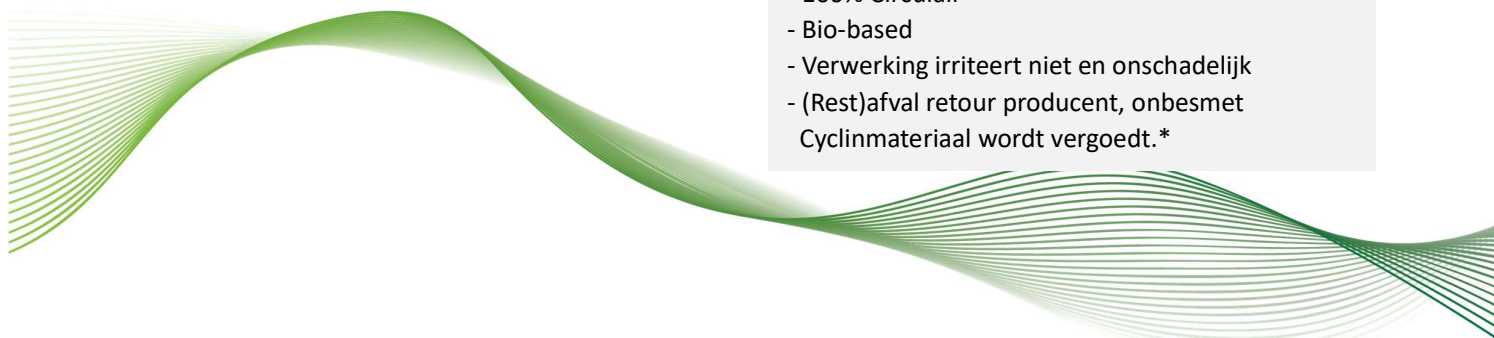 - Bio-based
- Verwerking irriteert niet en onschadelijk
- (Rest)afval retour producent, onbesmet
Cyclinmateriaal wordt vergoedt.*